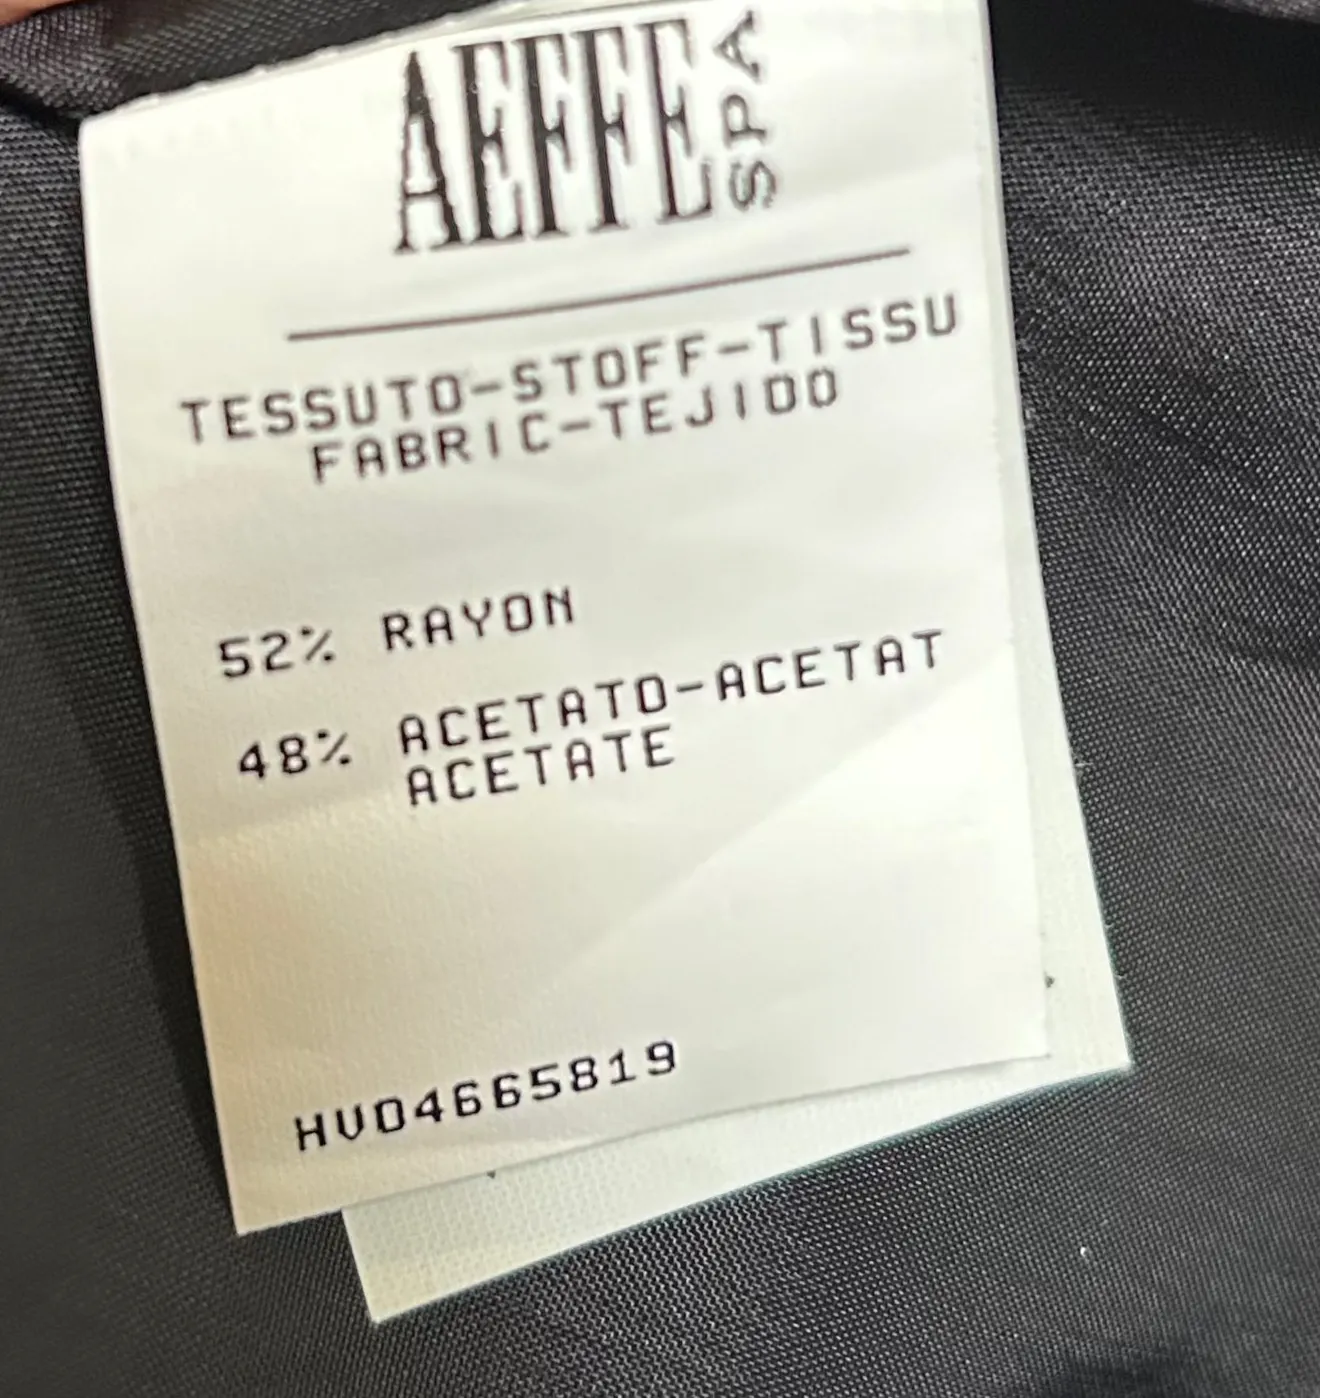 AEFFE SPA
TESSUTO-STOFF-TISSU
FABRIC-TEJIDO
52% RAYON
48% ACETATO-ACETAT
ACETATE
HV04665819